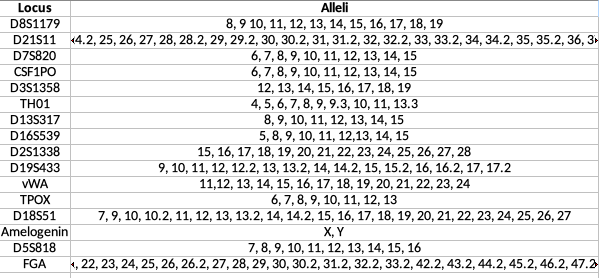 Locus Alleli
D8S1179 8, 9 10, 11, 12, 13, 14, 15, 16, 17, 18, 19
D21S11 4.2, 25, 26, 27, 28, 28.2, 29, 29.2, 30, 30.2, 31, 31.2, 32, 32.2, 33, 33.2, 34, 34.2, 35, 35.2, 36, 3
D7S820 6, 7, 8, 9, 10, 11, 12, 13, 14, 15
CSF1PO 6, 7, 8, 9, 10, 11, 12, 13, 14, 15
D3S1358 12, 13, 14, 15, 16, 17, 18, 19
TH01 4, 5, 6, 7, 8, 9, 9.3, 10, 11, 13.3
D13S317 8, 9, 10, 11, 12, 13, 14, 15
D16S539 5, 8, 9, 10, 11, 12,13, 14, 15
D2S1338 15, 16, 17, 18, 19, 20, 21, 22, 23, 24, 25, 26, 27, 28
D19S433 9, 10, 11, 12, 12.2, 13, 13.2, 14, 14.2, 15, 15.2, 16, 16.2, 17, 17.2
vWA 11,12, 13, 14, 15, 16, 17, 18, 19, 20, 21, 22, 23, 24
TPOX 6, 7, 8, 9, 10, 11, 12, 13
D18S51 7, 9, 10, 10.2, 11, 12, 13, 13.2, 14, 14.2, 15, 16, 17, 18, 19, 20, 21, 22, 23, 24, 25, 26, 27
Amelogenin X, Y
D5S818 7, 8, 9, 10, 11, 12, 13, 14, 15, 16
FGA , 22, 23, 24, 25, 26, 26.2, 27, 28, 29, 30, 30.2, 31.2, 32.2, 33.2, 42.2, 43.2, 44.2, 45.2, 46.2, 47.2